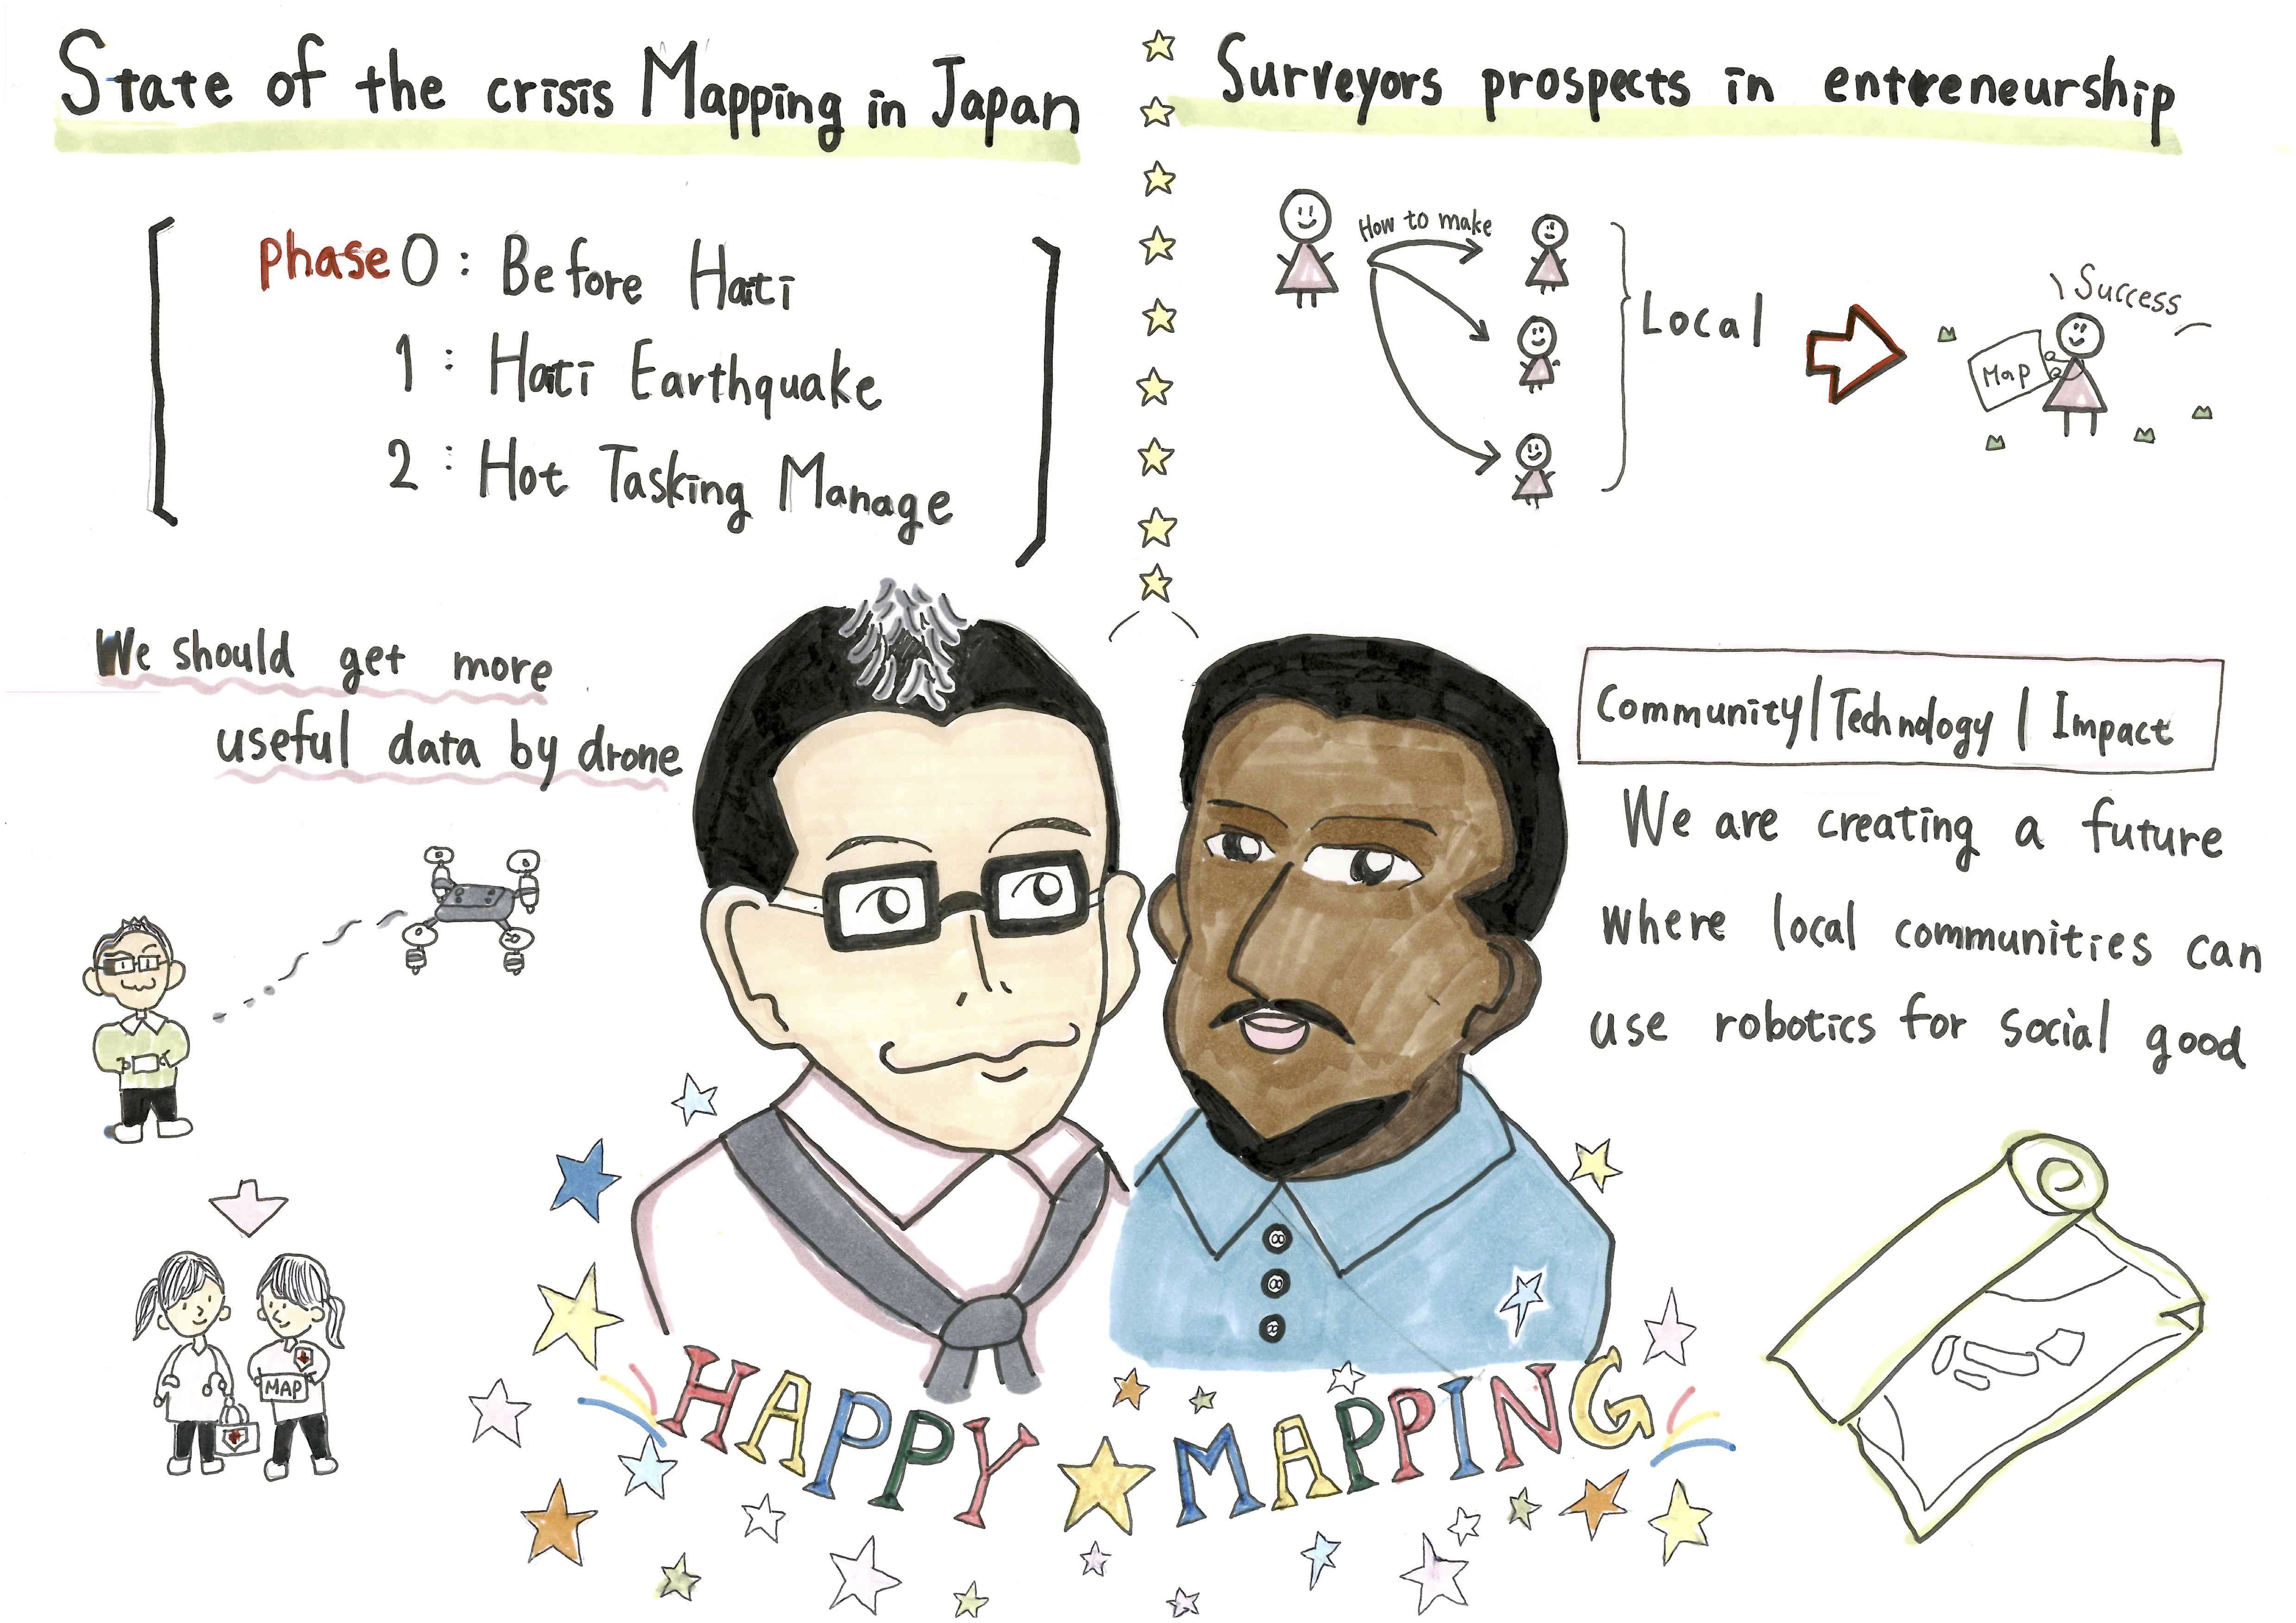 State of the crisis Mapping in Japan
phase 0 : Before Haiti
1 : Haiti Earthquake
2 : Hot Tasking Manage
We should get more
useful data by drone
MAP
Surveyors prospects in entreneurship
How to make
Local
Success
Map
Community/Technology / Impact
We are creating a future
where local communities can
use robotics for social good
HAPPY MAPPING